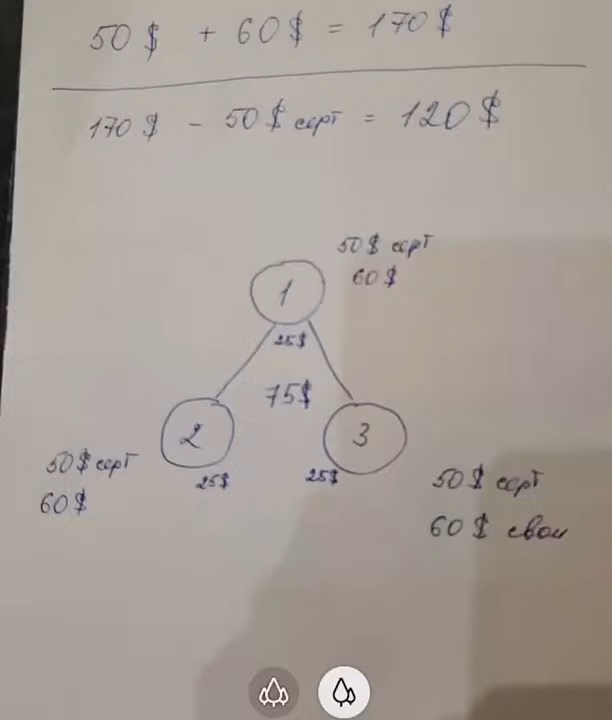 50$ + 60$ = 170$
170$ - 50$ серт = 120$
50$ серт
60$
1
25$
75$
2
3
50$ серт
60$
25$
25$
50$ серт
60$ свои